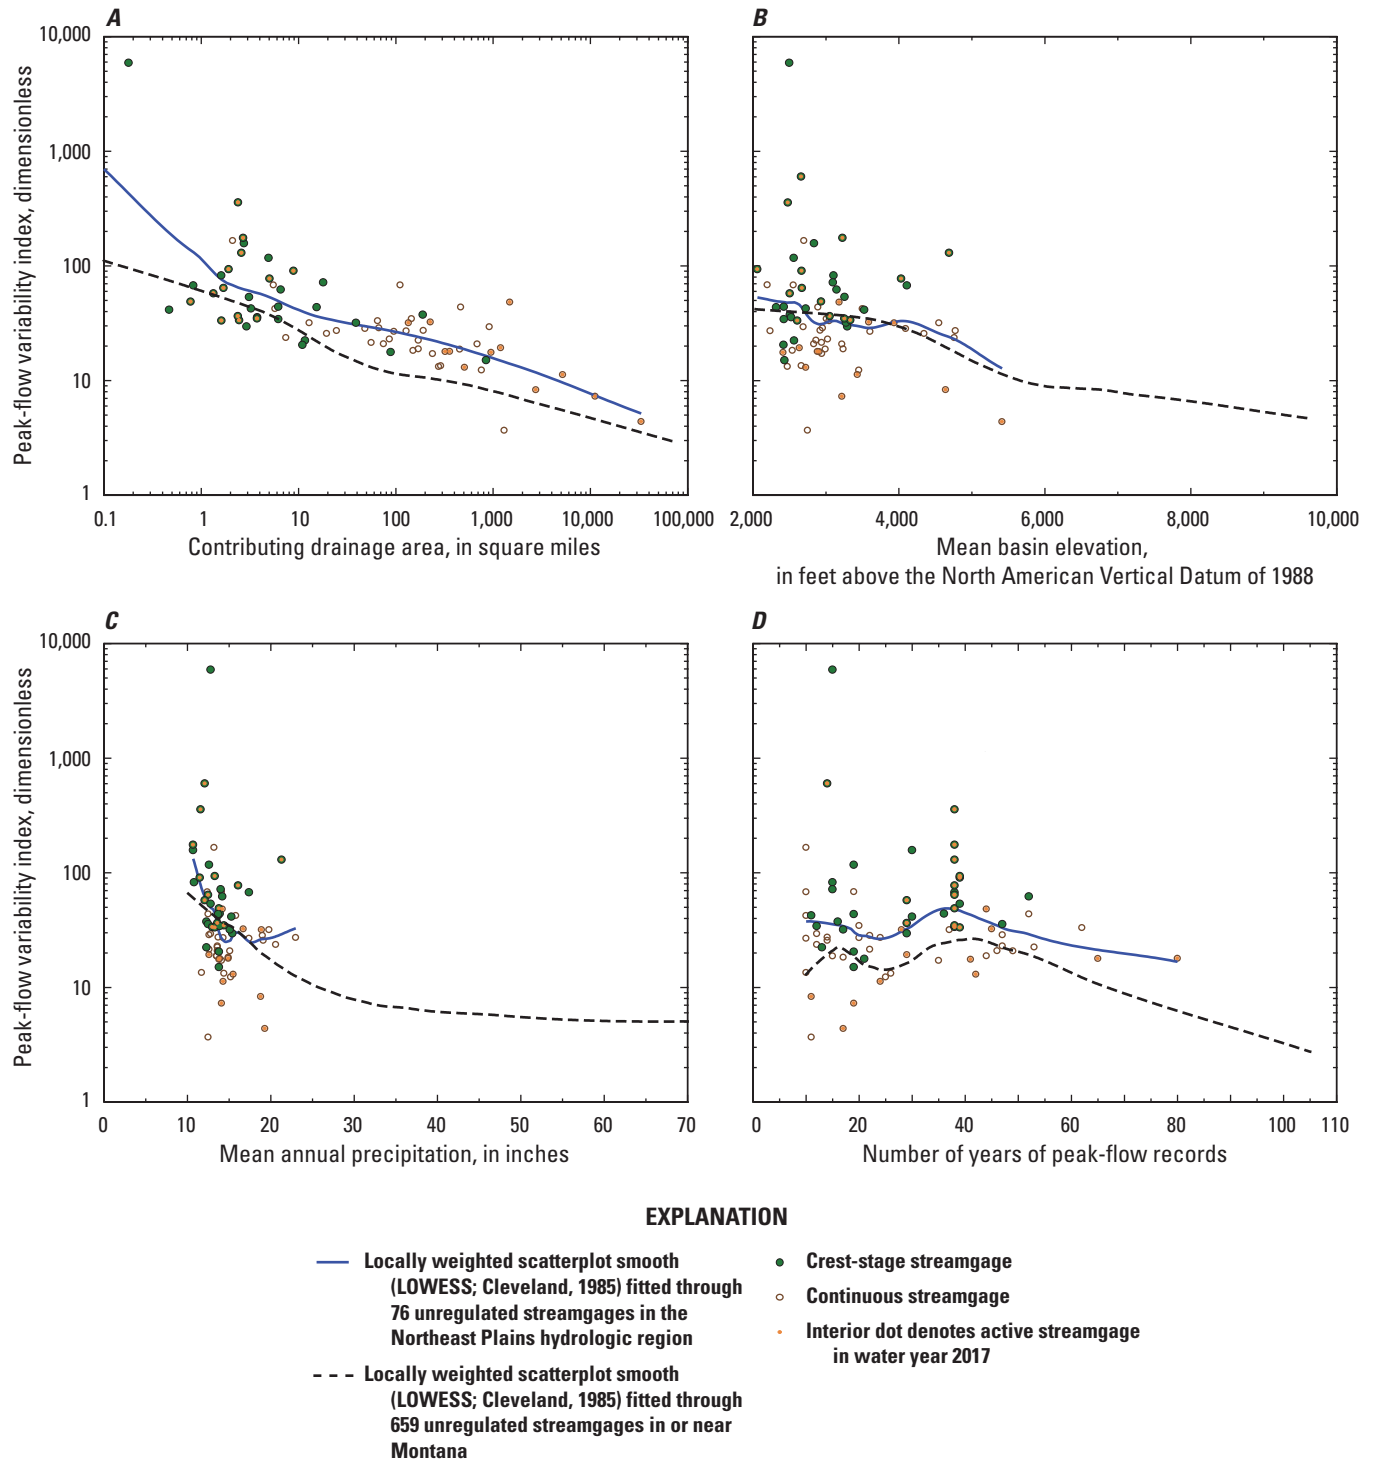 A
B
10,000
1,000
100
10
1
Peak-flow variability index, dimensionless
0.1 1 10 100 1,000 10,000 100,000
Contributing drainage area, in square miles
2,000 4,000 6,000 8,000 10,000
Mean basin elevation,
in feet above the North American Vertical Datum of 1988
C
D
10,000
1,000
100
10
1
Peak-flow variability index, dimensionless
0 10 20 30 40 50 60 70
Mean annual precipitation, in inches
0 20 40 60 80 100 110
Number of years of peak-flow records
EXPLANATION
Locally weighted scatterplot smooth
(LOWESS; Cleveland, 1985) fitted through
76 unregulated streamgages in the
Northeast Plains hydrologic region
Locally weighted scatterplot smooth
(LOWESS; Cleveland, 1985) fitted through
659 unregulated streamgages in or near
Montana
Crest-stage streamgage
Continuous streamgage
Interior dot denotes active streamgage
in water year 2017